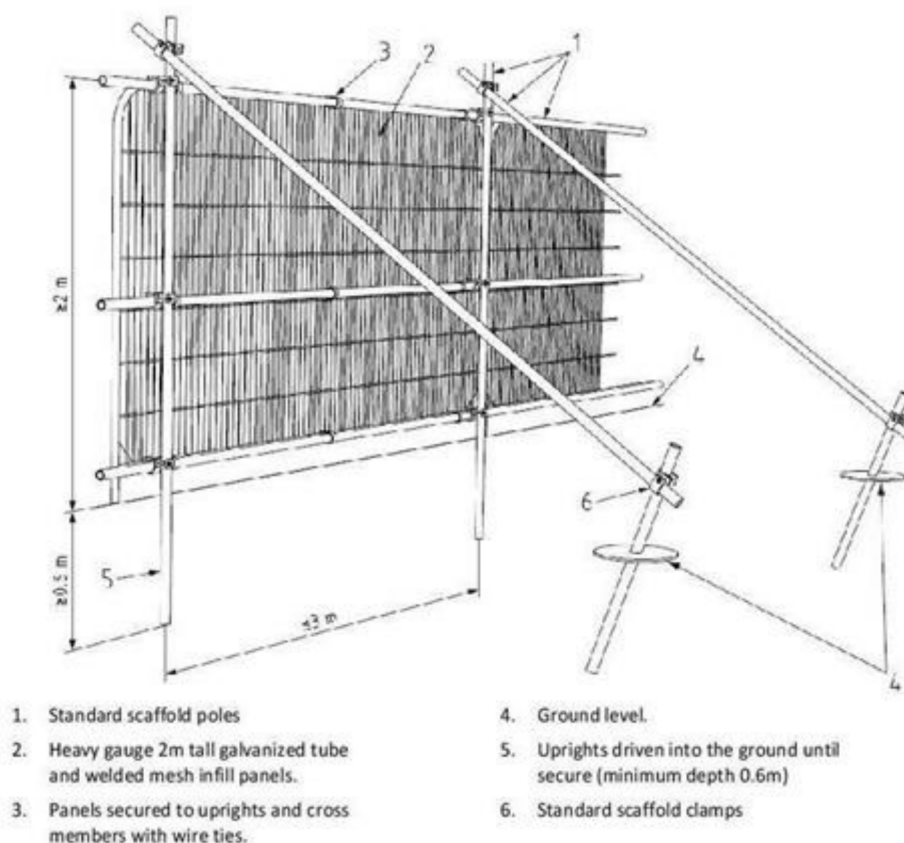 1
3
2
≥2 m
4
6
5
≤3 m
4
1. Standard scaffold poles
2. Heavy gauge 2m tall galvanized tube
and welded mesh infill panels.
3. Panels secured to uprights and cross
members with wire ties.
4. Ground level.
5. Uprights driven into the ground until
secure (minimum depth 0.6m)
6. Standard scaffold clamps